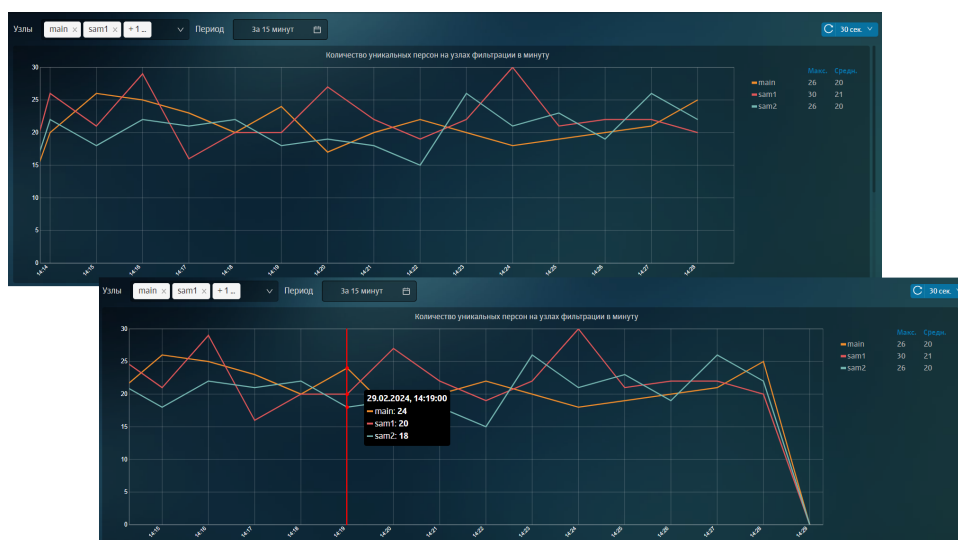 Узлы main × sam1 × + 1 ... Период За 15 минут 30 сек.
Количество уникальных персон на узлах фильтрации в минуту
Макс. Средн.
main 26 20
sam1 30 21
sam2 26 20
30
25
20
15
10
5
0
14:14 14:15 14:16 14:17 14:18 14:19 14:20 14:21 14:22 14:23 14:24 14:25 14:26 14:27 14:28
Узлы main × sam1 × + 1 ... Период За 15 минут 30 сек.
Количество уникальных персон на узлах фильтрации в минуту
Макс. Средн.
main 26 20
sam1 30 21
sam2 26 20
30
25
20
15
10
5
0
29.02.2024, 14:19:00
main: 24
sam1: 20
sam2: 18
14:15 14:16 14:17 14:18 14:19 14:20 14:21 14:22 14:23 14:24 14:25 14:26 14:27 14:28 14:29